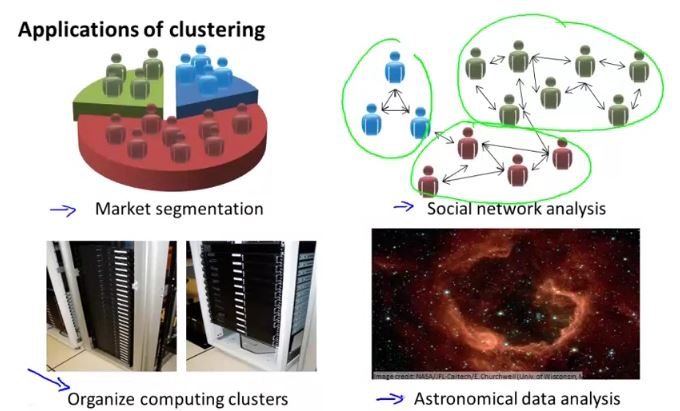 Applications of clustering
Market segmentation
Social network analysis
Image credit: NASA/JPL-Caltech/E. Churchwell (Univ. of Wisconsin,
Organize computing clusters
Astronomical data analysis